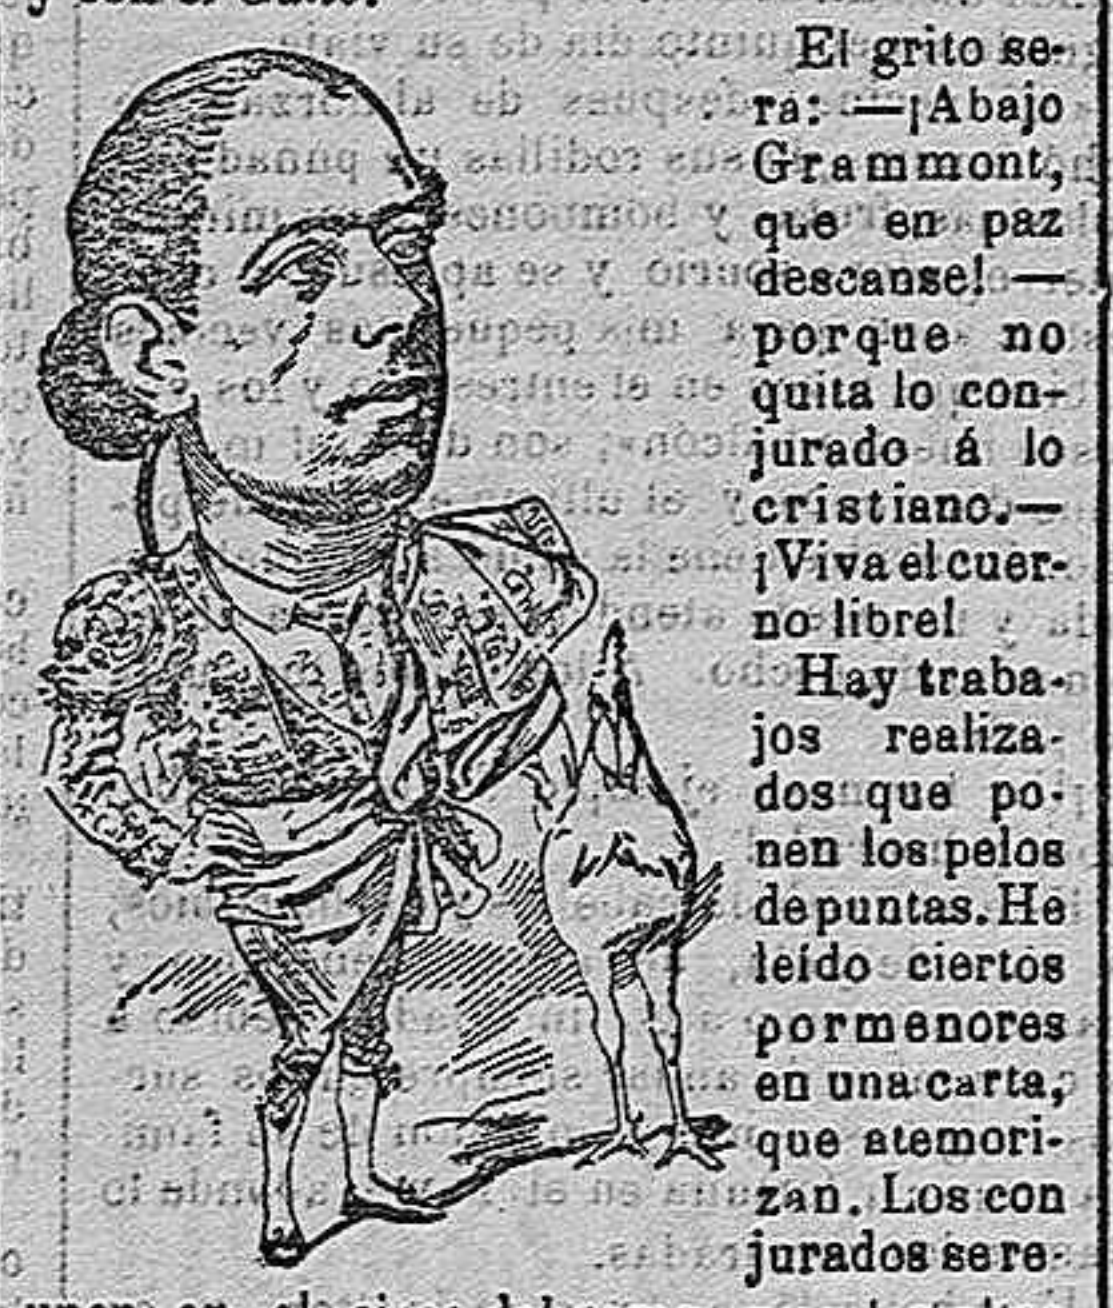 El grito se-
ra: —¡Abajo
Grammont,
que en paz
descanse! —
porque no
quita lo con-
jurado á lo
cristiano.—
¡Viva el cuer-
no libre!
Hay traba-
jos realiza-
dos que po-
nen los pelos
de puntas. He
leído ciertos
pormenores
en una carta,
que atemori-
zan. Los con
jurados se re-